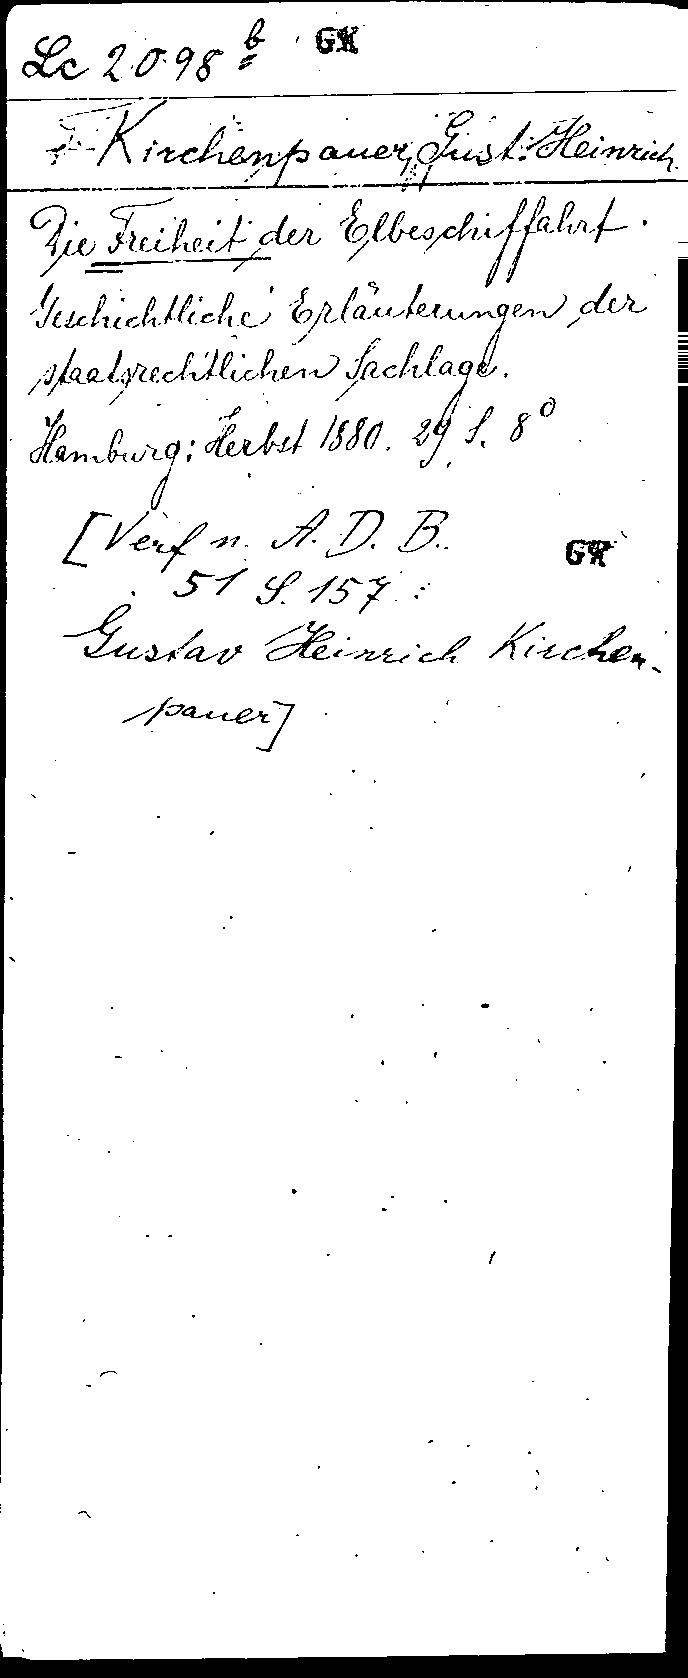 Lc 2098 b GK
Kirchenpauer, Gust. Heinrich
Die Freiheit der Elbeschiffahrt.
Geschichtliche Erläuterungen der
staatsrechtlichen Sachlage.
Hamburg: Herbst 1880. 29 S. 8°
[Verf n. A. D. B. GK
51 S. 157 :
Gustav Heinrich Kirchen-
pauer]